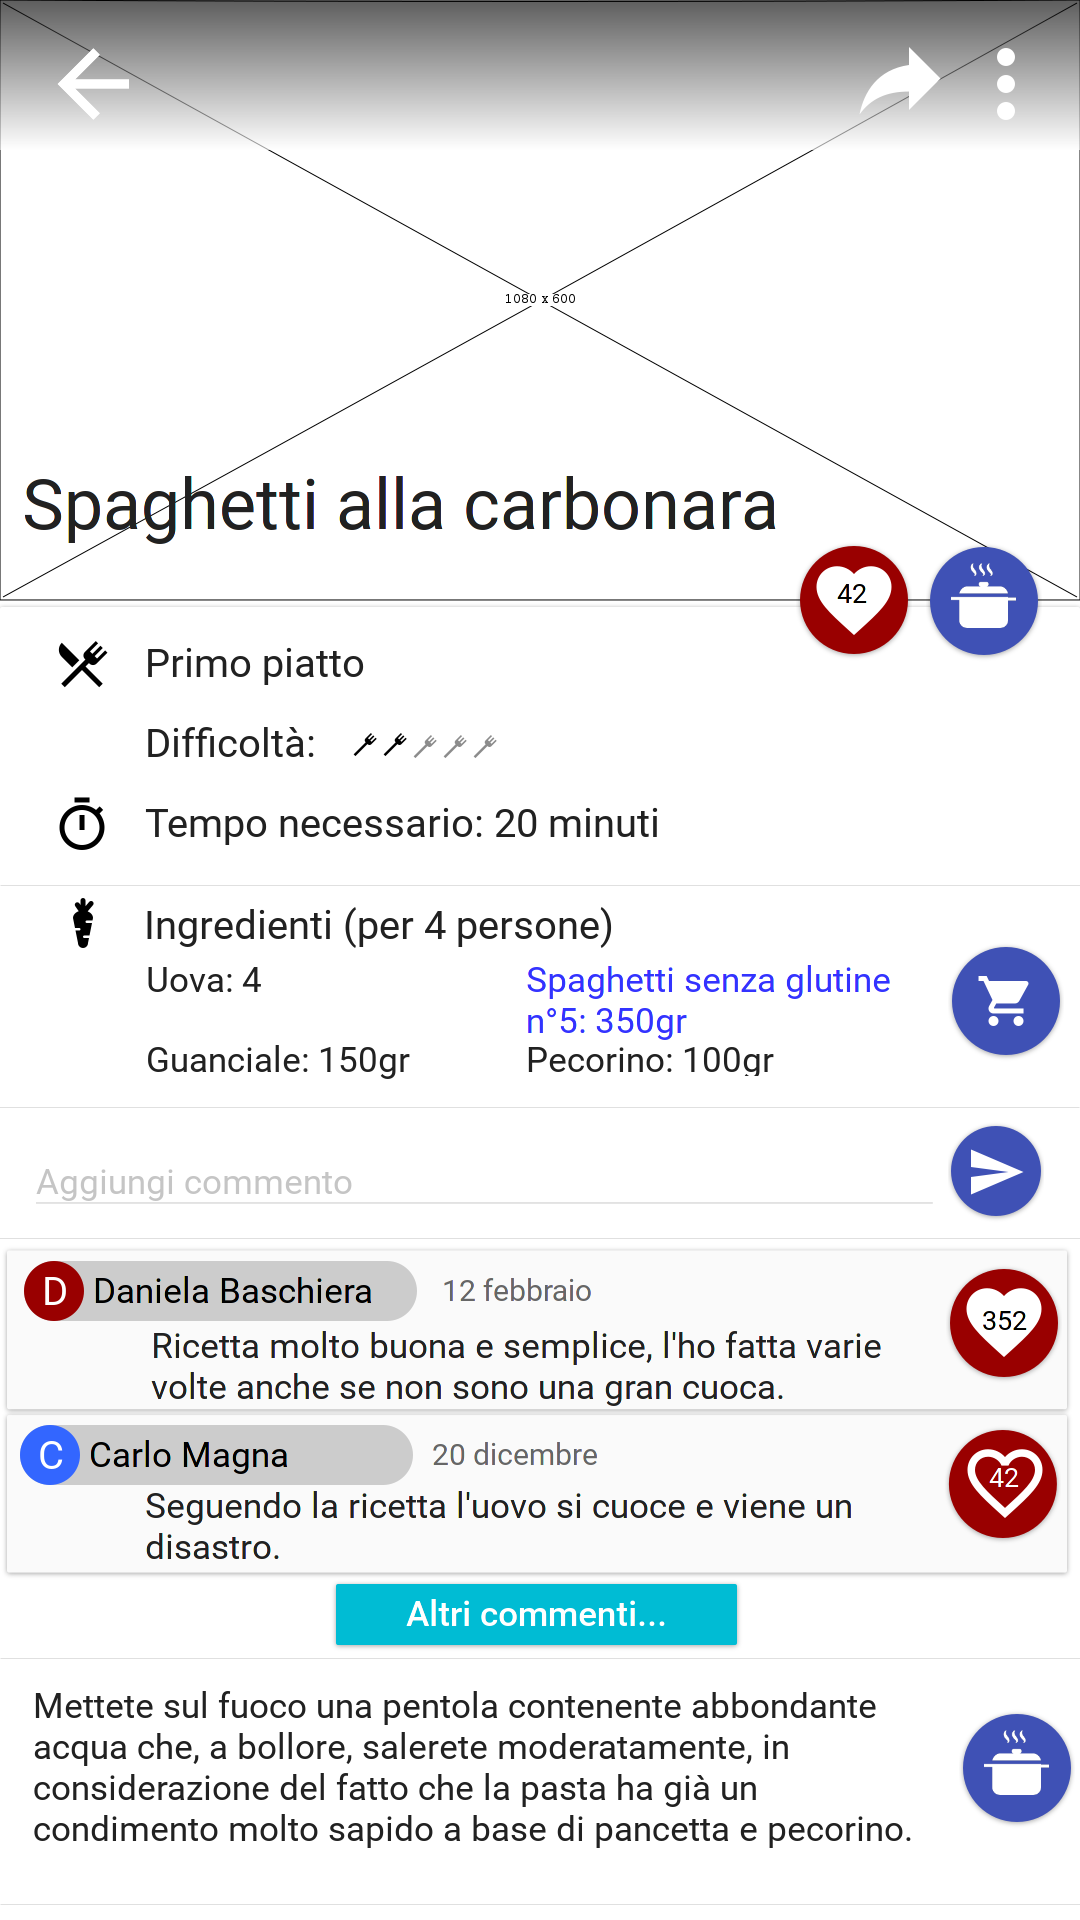 1080 x 600
Spaghetti alla carbonara
42
Primo piatto
Difficoltà:
Tempo necessario: 20 minuti
Ingredienti (per 4 persone)
Uova: 4
Spaghetti senza glutine
n°5: 350gr
Guanciale: 150gr
Pecorino: 100gr
Aggiungi commento
D Daniela Baschiera 12 febbraio
352
Ricetta molto buona e semplice, l'ho fatta varie
volte anche se non sono una gran cuoca.
C Carlo Magna 20 dicembre
42
Seguendo la ricetta l'uovo si cuoce e viene un
disastro.
Altri commenti...
Mettete sul fuoco una pentola contenente abbondante
acqua che, a bollore, salerete moderatamente, in
considerazione del fatto che la pasta ha già un
condimento molto sapido a base di pancetta e pecorino.